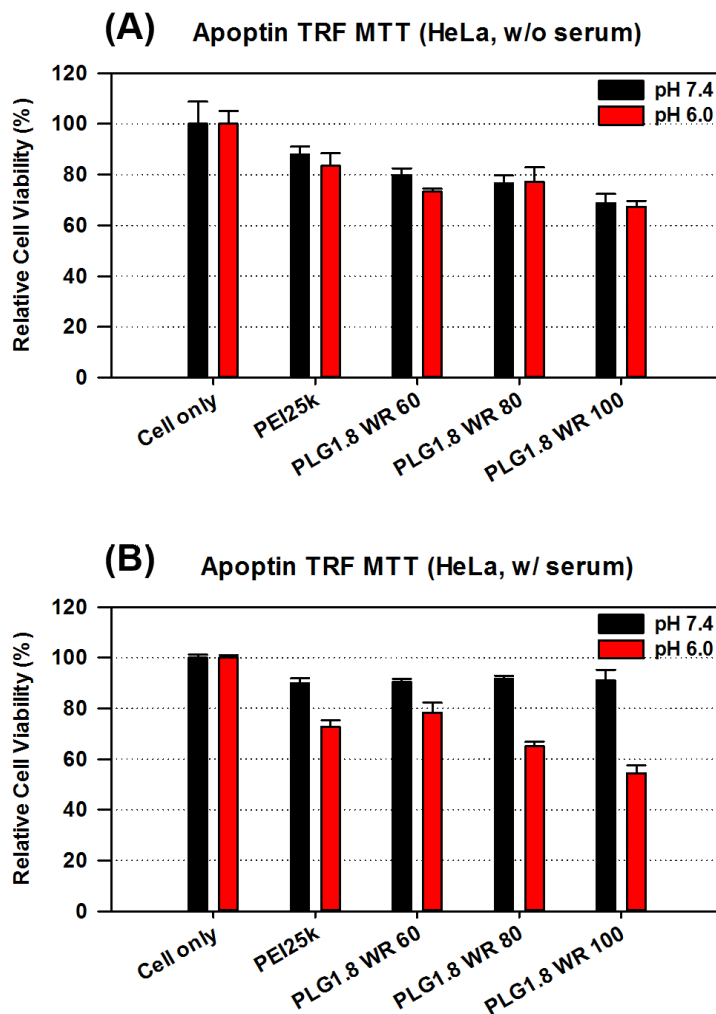 (A) Apoptin TRF MTT (HeLa, w/o serum)
Relative Cell Viability (%)
120
100
80
60
40
20
0
pH 7.4
pH 6.0
Cell only
PEI25k
PLG1.8 WR 60
PLG1.8 WR 80
PLG1.8 WR 100
(B) Apoptin TRF MTT (HeLa, w/ serum)
Relative Cell Viability (%)
120
100
80
60
40
20
0
pH 7.4
pH 6.0
Cell only
PEI25k
PLG1.8 WR 60
PLG1.8 WR 80
PLG1.8 WR 100